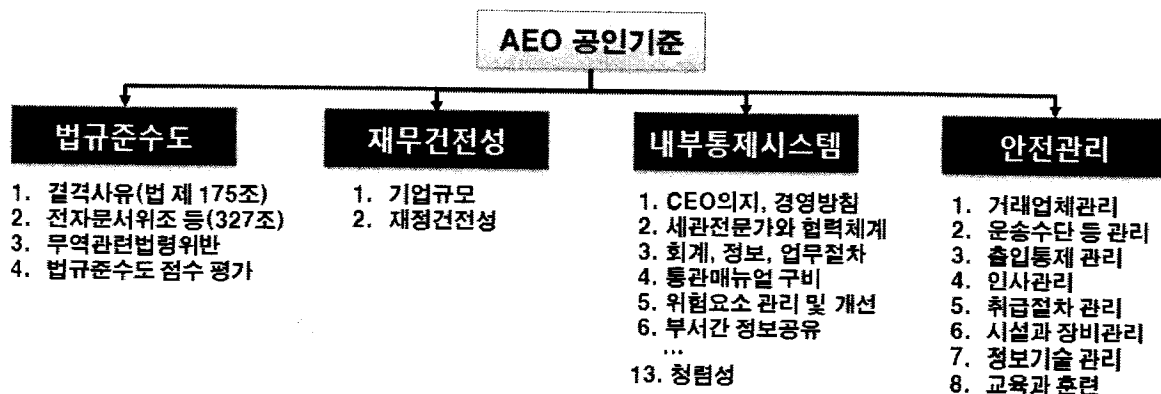 AEO 공인기준
법규준수도
1. 결격사유(법 제 175조)
2. 전자문서위조 등(327조)
3. 무역관련법령위반
4. 법규준수도 점수 평가
재무건전성
1. 기업규모
2. 재정건전성
내부통제시스템
1. CEO의지, 경영방침
2. 세관전문가와 협력체계
3. 회계, 정보, 업무절차
4. 통관매뉴얼 구비
5. 위험요소 관리 및 개선
6. 부서간 정보공유
...
13. 청렴성
안전관리
1. 거래업체관리
2. 운송수단 등 관리
3. 출입통제 관리
4. 인사관리
5. 취급절차 관리
6. 시설과 장비관리
7. 정보기술 관리
8. 교육과 훈련